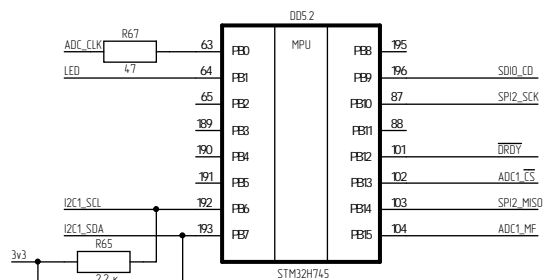 DD5.2
R67
ADC_CLK 63 PB0 MPU PB8 195
47
LED 64 PB1 PB9 196 SDIO_CD
65 PB2 PB10 87 SPI2_SCK
189 PB3 PB11 88
190 PB4 PB12 101 DRDY
191 PB5 PB13 102 ADC1_CS
I2C1_SCL 192 PB6 PB14 103 SPI2_MISO
I2C1_SDA 193 PB7 PB15 104 ADC1_MF
R65
3v3
2.2 к
STM32H745